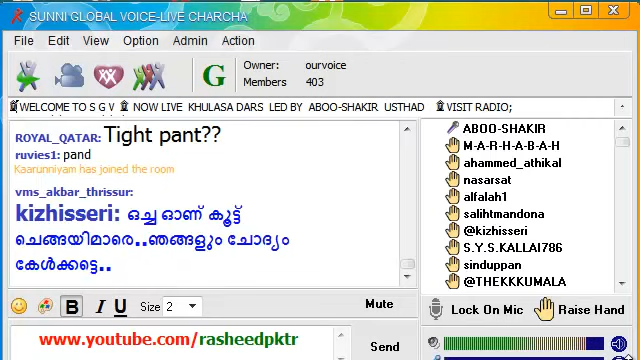 SUNNI GLOBAL VOICE-LIVE CHARCHA
File Edit View Option Admin Action
G
Owner: ourvoice
Members 403
WELCOME TO S G V NOW LIVE KHULASA DARS LED BY ABOO-SHAKIR USTHAD VISIT RADIO;
ROYAL_QATAR: Tight pant??
ruvies1: pand
Kaarunniyam has joined the room
vms_akbar_thrissur:
kizhisseri: ഒച്ച ഓണ് കൂട്ട്
ചെങ്ങയിമാരെ..ഞങ്ങളും ചോദ്യം
കേൾക്കട്ടെ..
ABOO-SHAKIR
M-A-R-H-A-B-A-H
ahammed_athikal
nasarsat
alfalah1
salihtmandona
@kizhisseri
S.Y.S.KALLAI786
sinduppan
@THEKKKUMALA
B I U Size 2 Mute
Lock On Mic Raise Hand
www.youtube.com/rasheedpktr
Send